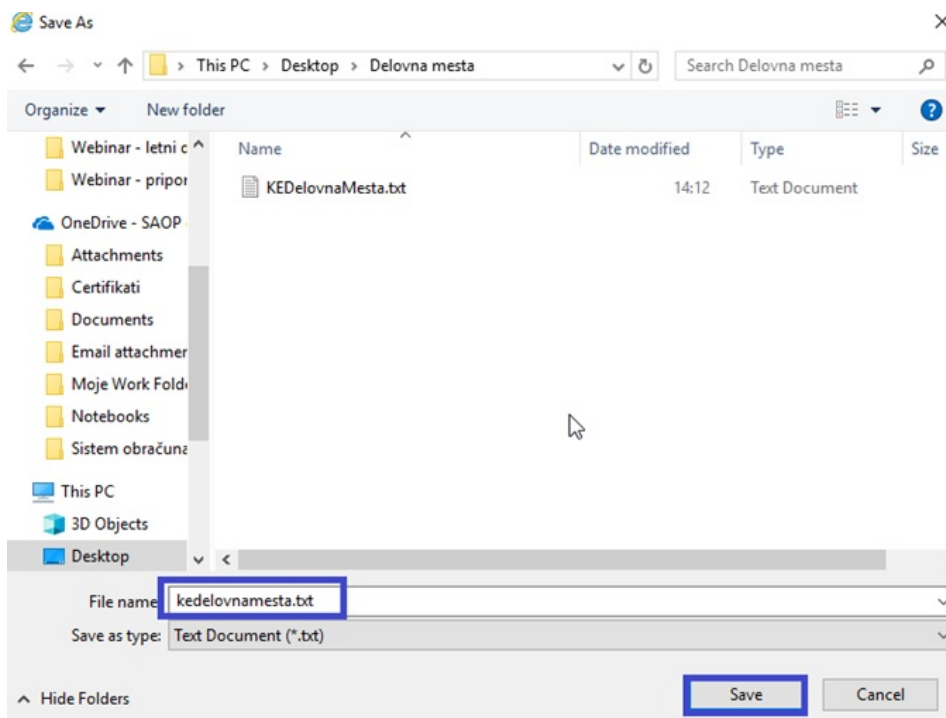 Save As
This PC > Desktop > Delovna mesta
Search Delovna mesta
Organize
New folder
?
Name
Date modified
Type
Size
KEDelovnaMesta.txt
14:12
Text Document
Webinar - letni c
Webinar - pripor
OneDrive - SAOP
Attachments
Certifikati
Documents
Email attachmer
Moje Work Fold
Notebooks
Sistem obračuna
This PC
3D Objects
Desktop
File name
kedelovnamesta.txt
Save as type: Text Document (*.txt)
Hide Folders
Save
Cancel